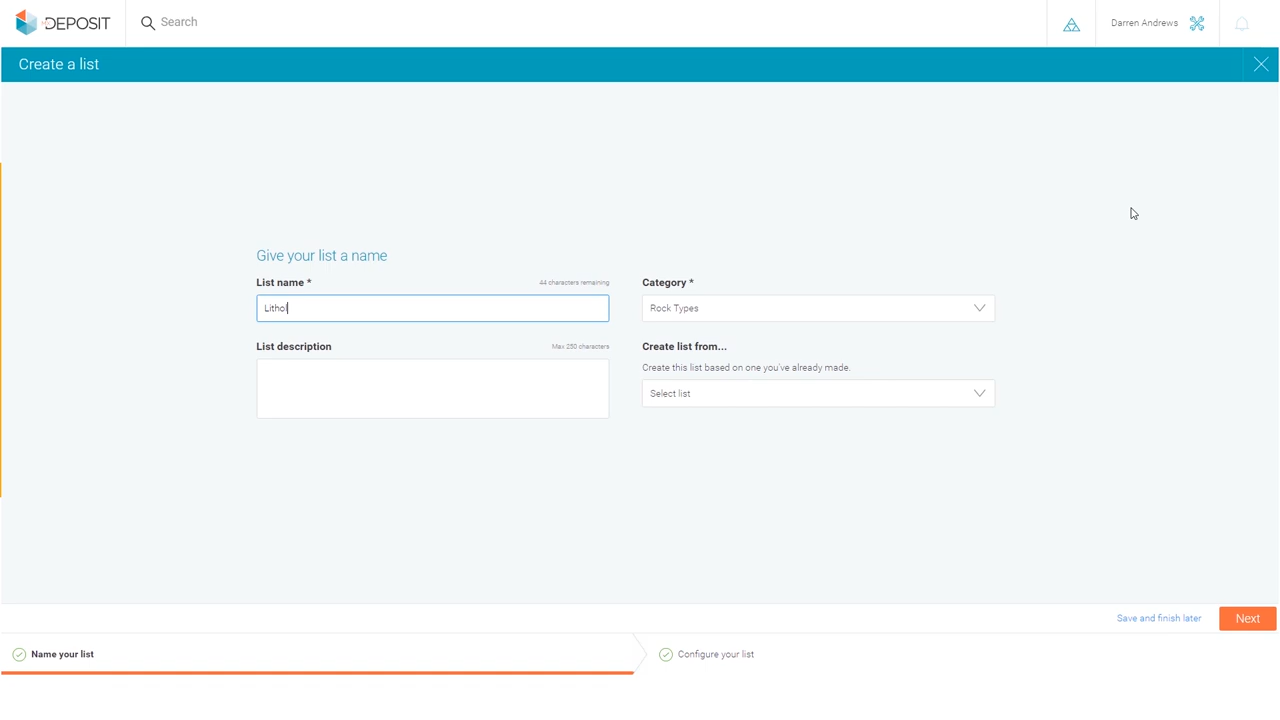 MY DEPOSIT
Search
Darren Andrews
Create a list
Give your list a name
List name *
44 characters remaining
Category *
Lithol
Rock Types
List description
Max 250 characters
Create list from...
Create this list based on one you've already made.
Select list
Save and finish later
Next
Name your list
Configure your list